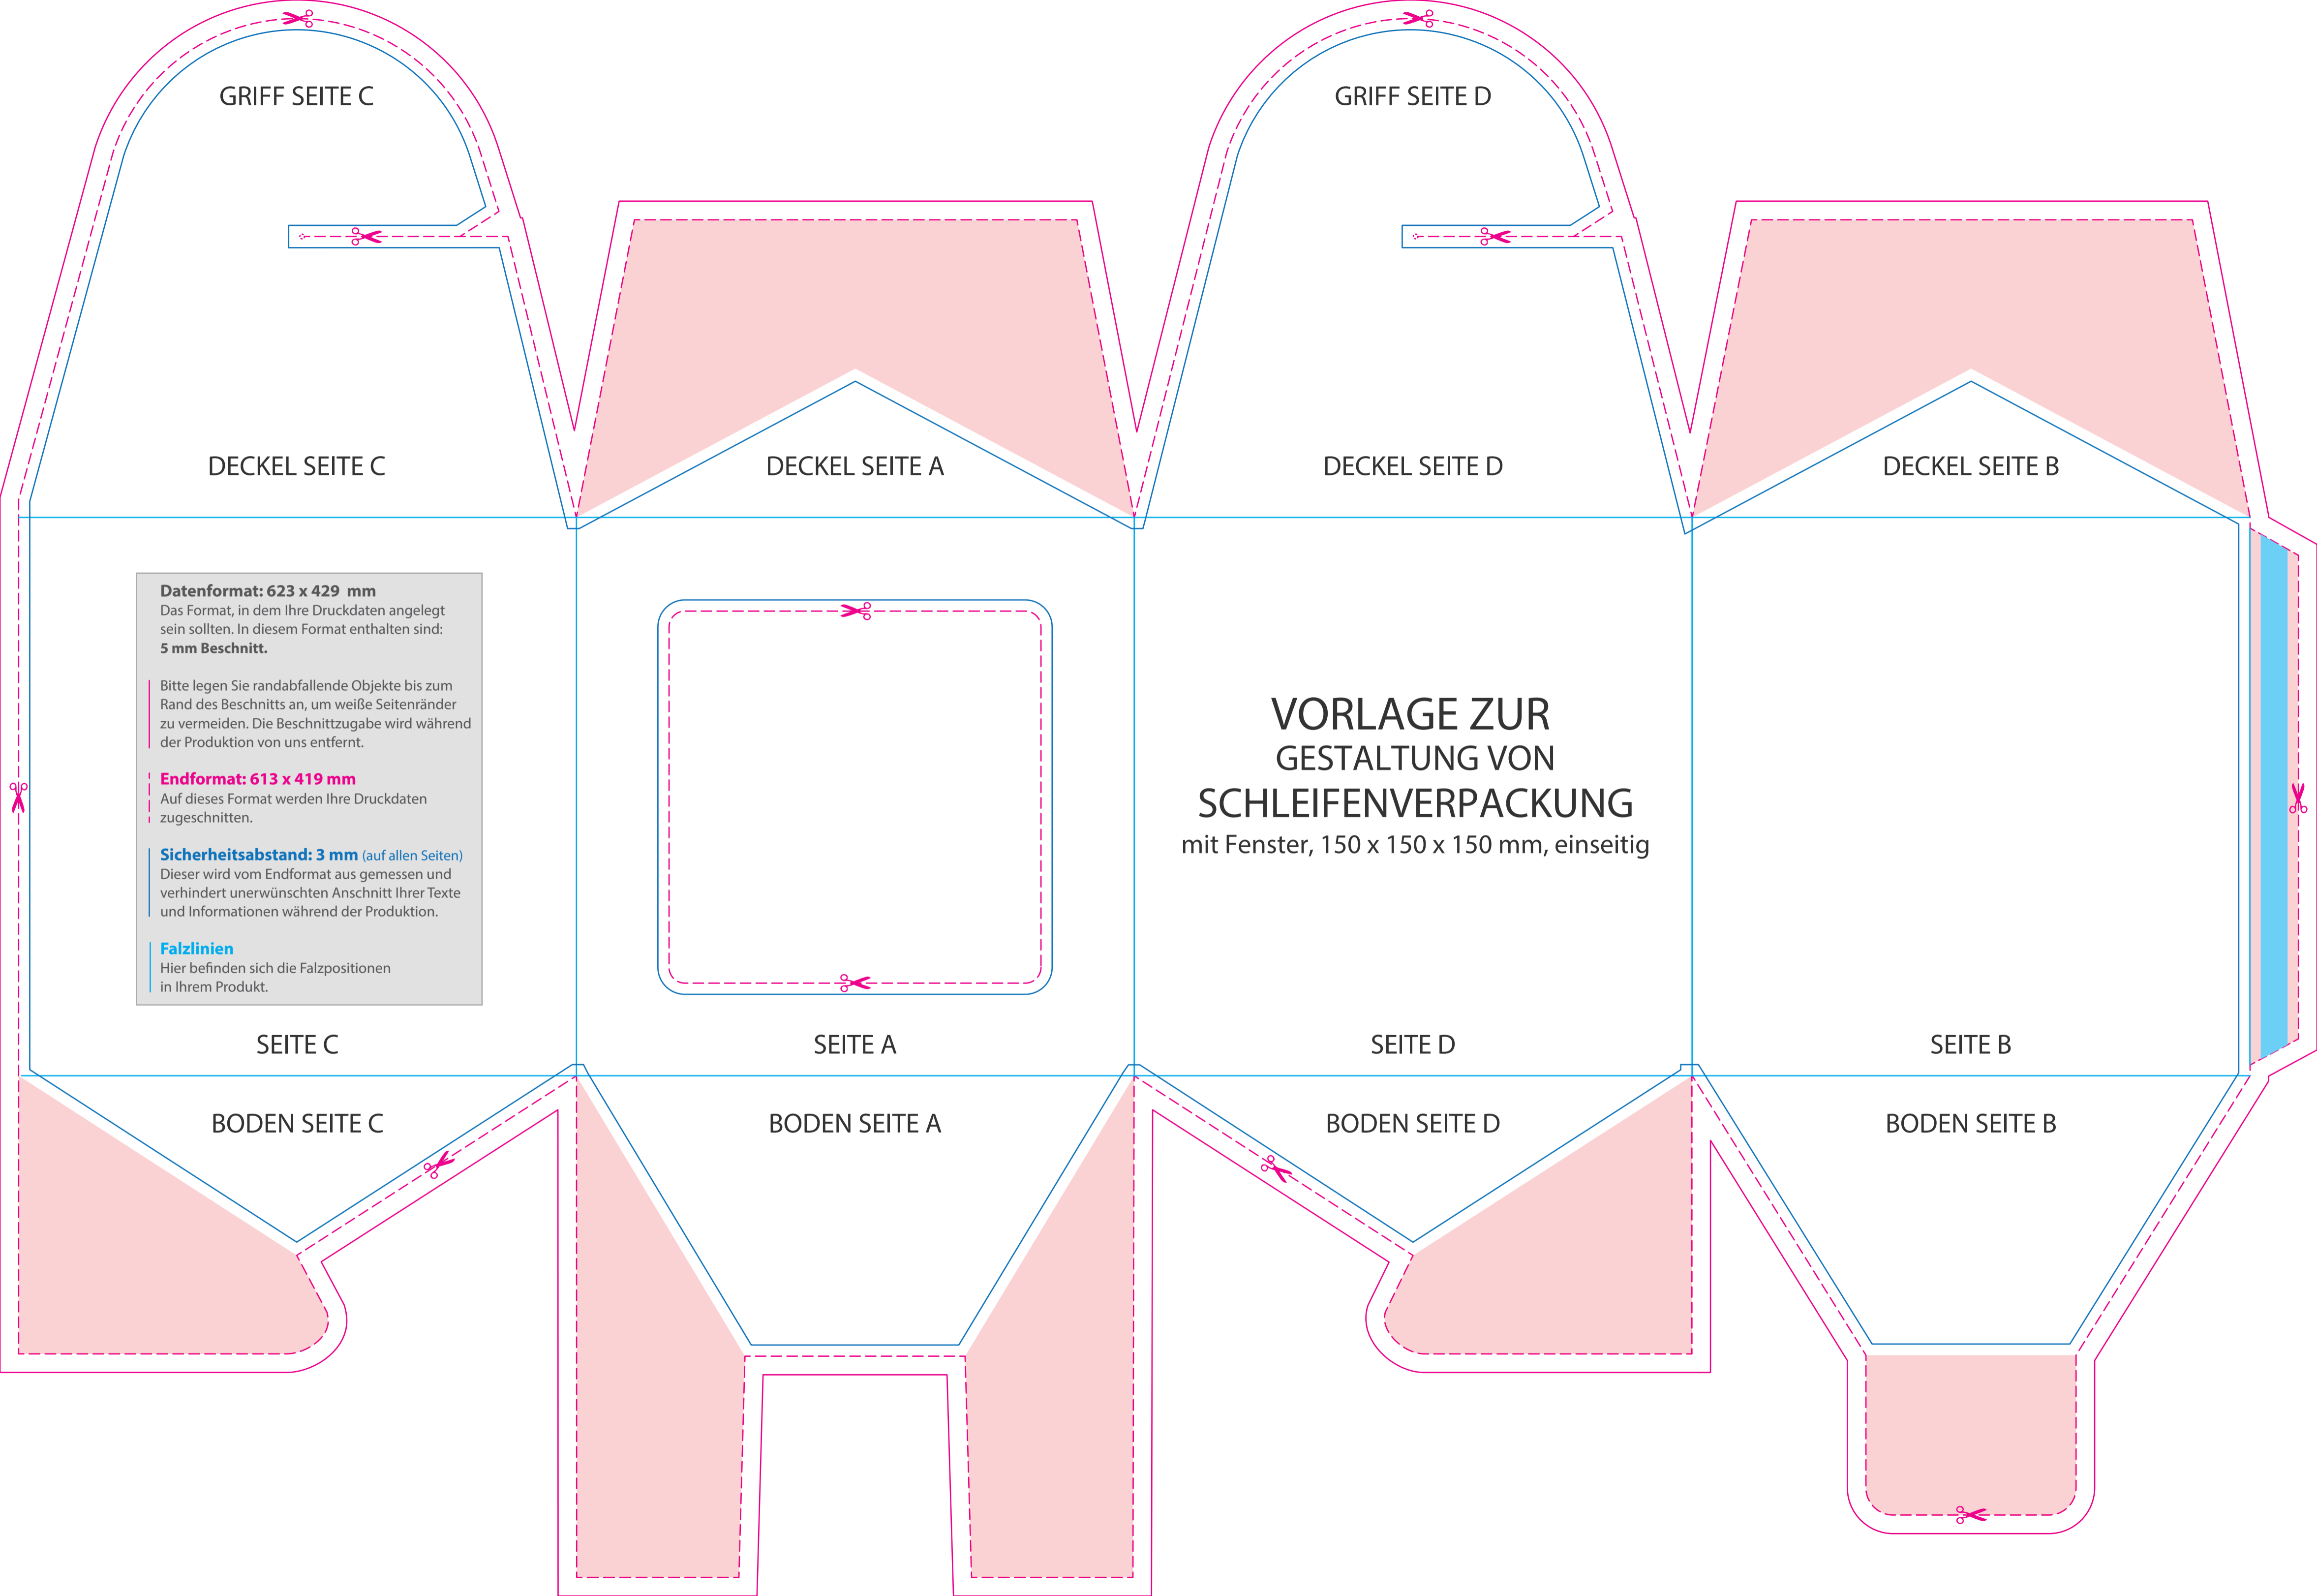 GRIFF SEITE C
GRIFF SEITE D
DECKEL SEITE C
DECKEL SEITE A
DECKEL SEITE D
DECKEL SEITE B
Datenformat: 623 x 429 mm
Das Format, in dem Ihre Druckdaten angelegt
sein sollten. In diesem Format enthalten sind:
5 mm Beschnitt.
Bitte legen Sie randabfallende Objekte bis zum
Rand des Beschnitts an, um weiße Seitenränder
zu vermeiden. Die Beschnittzugabe wird während
der Produktion von uns entfernt.
Endformat: 613 x 419 mm
Auf dieses Format werden Ihre Druckdaten
zugeschnitten.
Sicherheitsabstand: 3 mm (auf allen Seiten)
Dieser wird vom Endformat aus gemessen und
verhindert unerwünschten Anschnitt Ihrer Texte
und Informationen während der Produktion.
Falzlinien
Hier befinden sich die Falzpositionen
in Ihrem Produkt.
VORLAGE ZUR
GESTALTUNG VON
SCHLEIFENVERPACKUNG
mit Fenster, 150 x 150 x 150 mm, einseitig
SEITE C
SEITE A
SEITE D
SEITE B
BODEN SEITE C
BODEN SEITE A
BODEN SEITE D
BODEN SEITE B